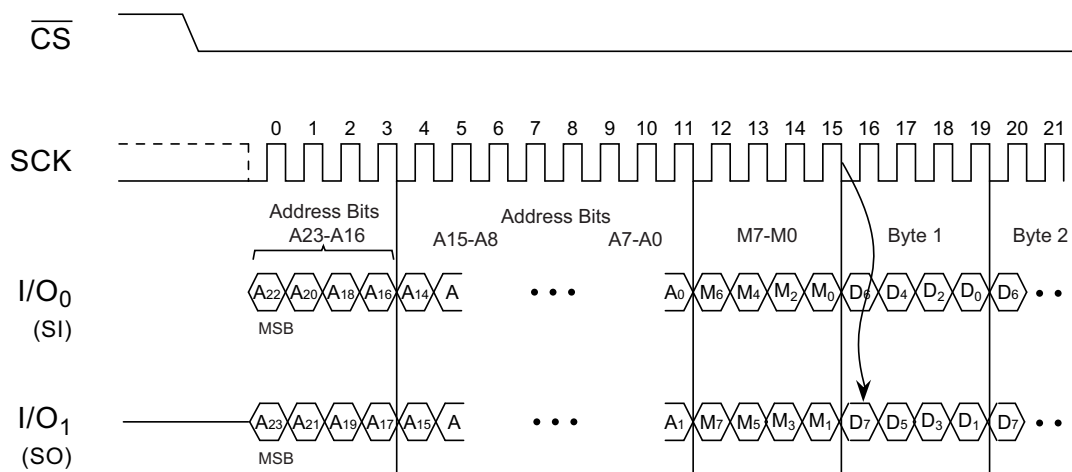 CS
0 1 2 3 4 5 6 7 8 9 10 11 12 13 14 15 16 17 18 19 20 21
SCK
Address Bits
A23-A16
Address Bits
A15-A8 A7-A0
M7-M0
Byte 1
Byte 2
I/O0
(SI)
A22 A20 A18 A16 A14 A • • • A0 M6 M4 M2 M0 D6 D4 D2 D0 D6 • •
MSB
I/O1
(SO)
A23 A21 A19 A17 A15 A • • • A1 M7 M5 M3 M1 D7 D5 D3 D1 D7 • •
MSB